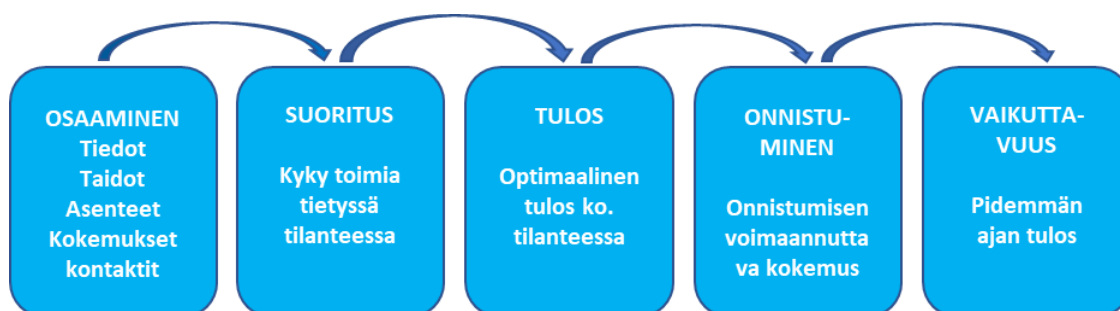 OSAAMINEN
Tiedot
Taidot
Asenteet
Kokemukset
kontaktit
SUORITUS
Kyky toimia
tietyssä
tilanteessa
TULOS
Optimaalinen
tulos ko.
tilanteessa
ONNISTU-
MINEN
Onnistumisen
voimaannutta
va kokemus
VAIKUTTA-
VUUS
Pidemmän
ajan tulos